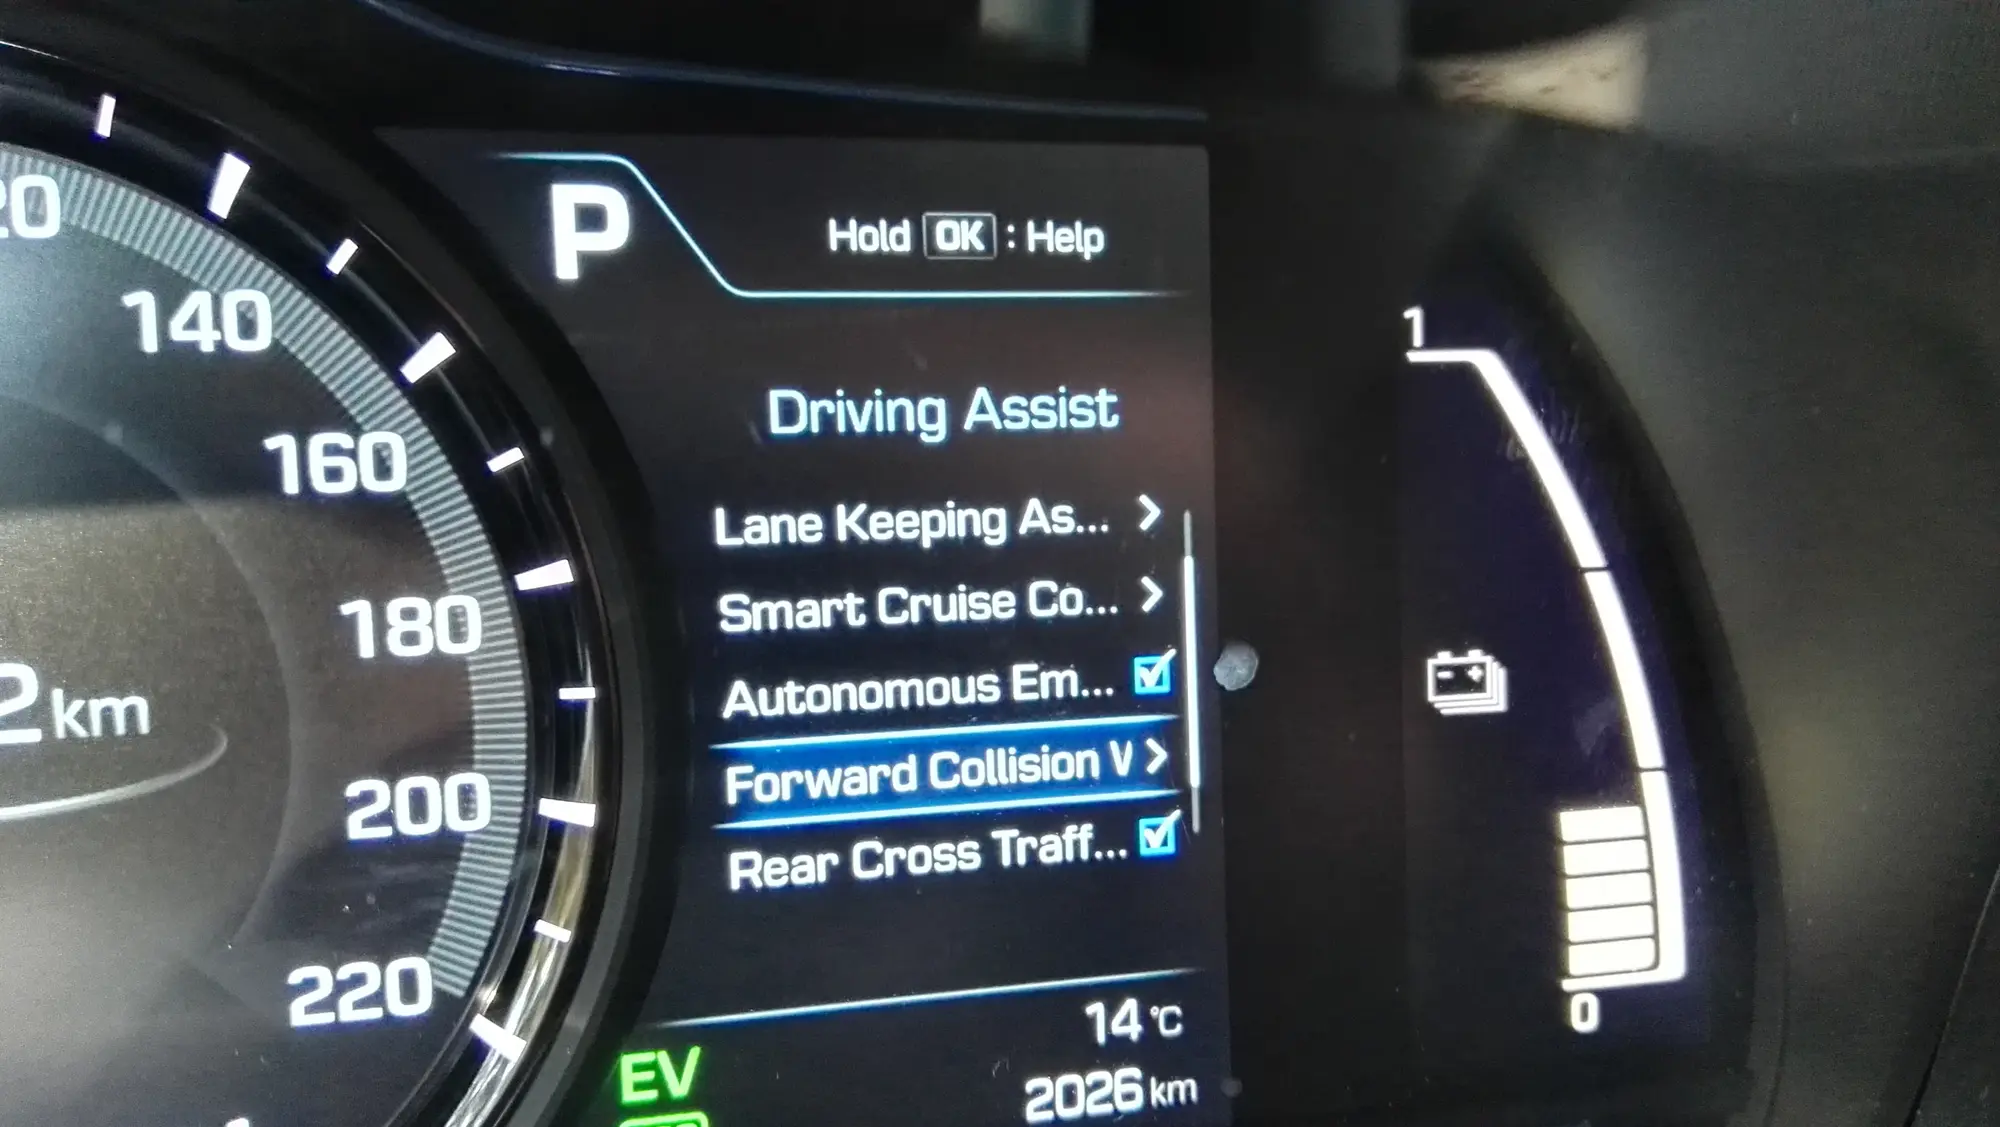 P
Hold OK : Help
140
160
180
200
220
2km
Driving Assist
Lane Keeping As...
Smart Cruise Co...
Autonomous Em...
Forward Collision
Rear Cross Traff...
14 °C
EV
2026 km
1
- +
0